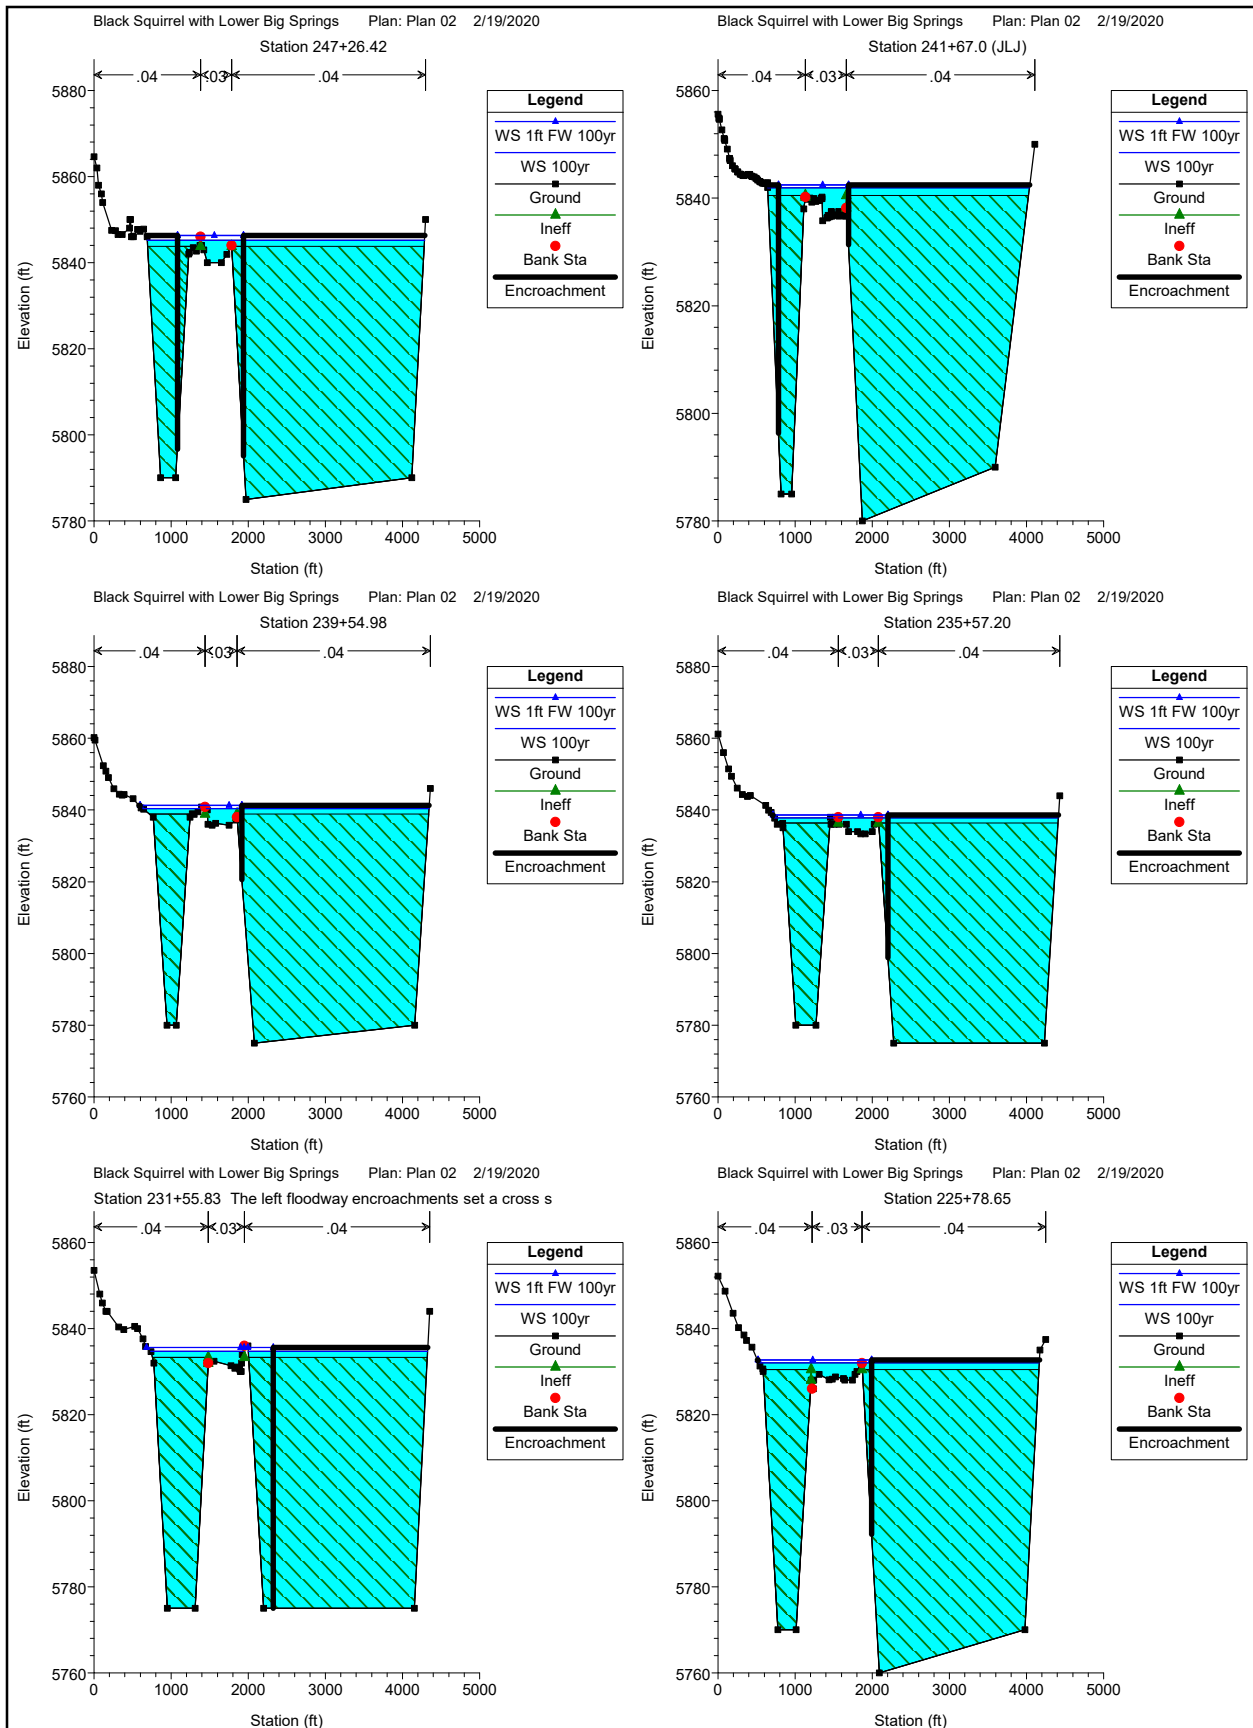 Black Squirrel with Lower Big Springs Plan: Plan 02 2/19/2020
Station 247+26.42
.04 .03 .04
Elevation (ft)
5880
5860
5840
5820
5800
5780
0 1000 2000 3000 4000 5000
Station (ft)
Legend
WS 1ft FW 100yr
WS 100yr
Ground
Ineff
Bank Sta
Encroachment
Black Squirrel with Lower Big Springs Plan: Plan 02 2/19/2020
Station 241+67.0 (JLJ)
.04 .03 .04
Elevation (ft)
5860
5840
5820
5800
5780
0 1000 2000 3000 4000 5000
Station (ft)
Legend
WS 1ft FW 100yr
WS 100yr
Ground
Ineff
Bank Sta
Encroachment
Black Squirrel with Lower Big Springs Plan: Plan 02 2/19/2020
Station 239+54.98
.04 .03 .04
Elevation (ft)
5880
5860
5840
5820
5800
5780
5760
0 1000 2000 3000 4000 5000
Station (ft)
Legend
WS 1ft FW 100yr
WS 100yr
Ground
Ineff
Bank Sta
Encroachment
Black Squirrel with Lower Big Springs Plan: Plan 02 2/19/2020
Station 235+57.20
.04 .03 .04
Elevation (ft)
5880
5860
5840
5820
5800
5780
5760
0 1000 2000 3000 4000 5000
Station (ft)
Legend
WS 1ft FW 100yr
WS 100yr
Ground
Ineff
Bank Sta
Encroachment
Black Squirrel with Lower Big Springs Plan: Plan 02 2/19/2020
Station 231+55.83 The left floodway encroachments set a cross s
.04 .03 .04
Elevation (ft)
5860
5840
5820
5800
5780
5760
0 1000 2000 3000 4000 5000
Station (ft)
Legend
WS 1ft FW 100yr
WS 100yr
Ground
Ineff
Bank Sta
Encroachment
Black Squirrel with Lower Big Springs Plan: Plan 02 2/19/2020
Station 225+78.65
.04 .03 .04
Elevation (ft)
5860
5840
5820
5800
5780
5760
0 1000 2000 3000 4000 5000
Station (ft)
Legend
WS 1ft FW 100yr
WS 100yr
Ground
Ineff
Bank Sta
Encroachment